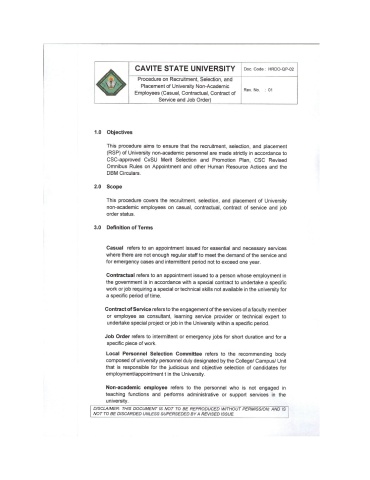 CAVITE STATE UNIVERSITY
Doc. Code : HRDO-QP-02
Procedure on Recruitment, Selection, and
Placement of University Non-Academic
Employees (Casual, Contractual, Contract of
Service and Job Order)
Rev. No. : 01
1.0 Objectives
This procedure aims to ensure that the recruitment, selection, and placement
(RSP) of University non-academic personnel are made strictly in accordance to
CSC-approved CvSU Merit Selection and Promotion Plan, CSC Revised
Omnibus Rules on Appointment and other Human Resource Actions and the
DBM Circulars.
2.0 Scope
This procedure covers the recruitment, selection, and placement of University
non-academic employees on casual, contractual, contract of service and job
order status.
3.0 Definition of Terms
Casual refers to an appointment issued for essential and necessary services
where there are not enough regular staff to meet the demand of the service and
for emergency cases and intermittent period not to exceed one year.
Contractual refers to an appointment issued to a person whose employment in
the government is in accordance with a special contract to undertake a specific
work or job requiring a special or technical skills not available in the university for
a specific period of time.
Contract of Service refers to the engagement of the services of a faculty member
or employee as consultant, learning service provider or technical expert to
undertake special project or job in the University within a specific period.
Job Order refers to intermittent or emergency jobs for short duration and for a
specific piece of work.
Local Personnel Selection Committee refers to the recommending body
composed of university personnel duly designated by the College/ Campus/ Unit
that is responsible for the judicious and objective selection of candidates for
employment/appointment t in the University.
Non-academic employee refers to the personnel who is not engaged in
teaching functions and performs administrative or support services in the
university.
DISCLAIMER: THIS DOCUMENT IS NOT TO BE REPRODUCED WITHOUT PERMISSION; AND IS
NOT TO BE DISCARDED UNLESS SUPERSEDED BY A REVISED ISSUE.